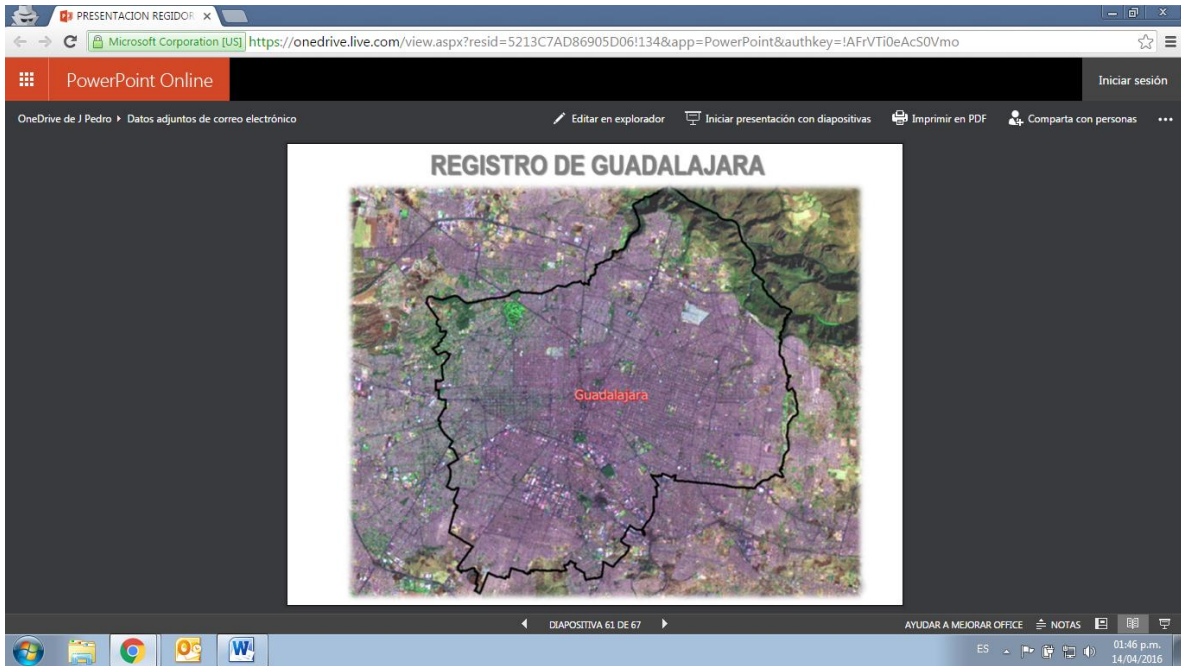 PRESENTACION REGIDOR
Microsoft Corporation [US] https://onedrive.live.com/view.aspx?resid=5213C7AD86905D06!134&app=PowerPoint&authkey=!AFrVTi0eAcS0Vmo
PowerPoint Online
Iniciar sesión
OneDrive de J Pedro ▸ Datos adjuntos de correo electrónico
Editar en explorador
Iniciar presentación con diapositivas
Imprimir en PDF
Comparta con personas
REGISTRO DE GUADALAJARA
Guadalajara
DIAPOSITIVA 61 DE 67
AYUDAR A MEJORAR OFFICE
NOTAS
ES
01:46 p.m.
14/04/2016